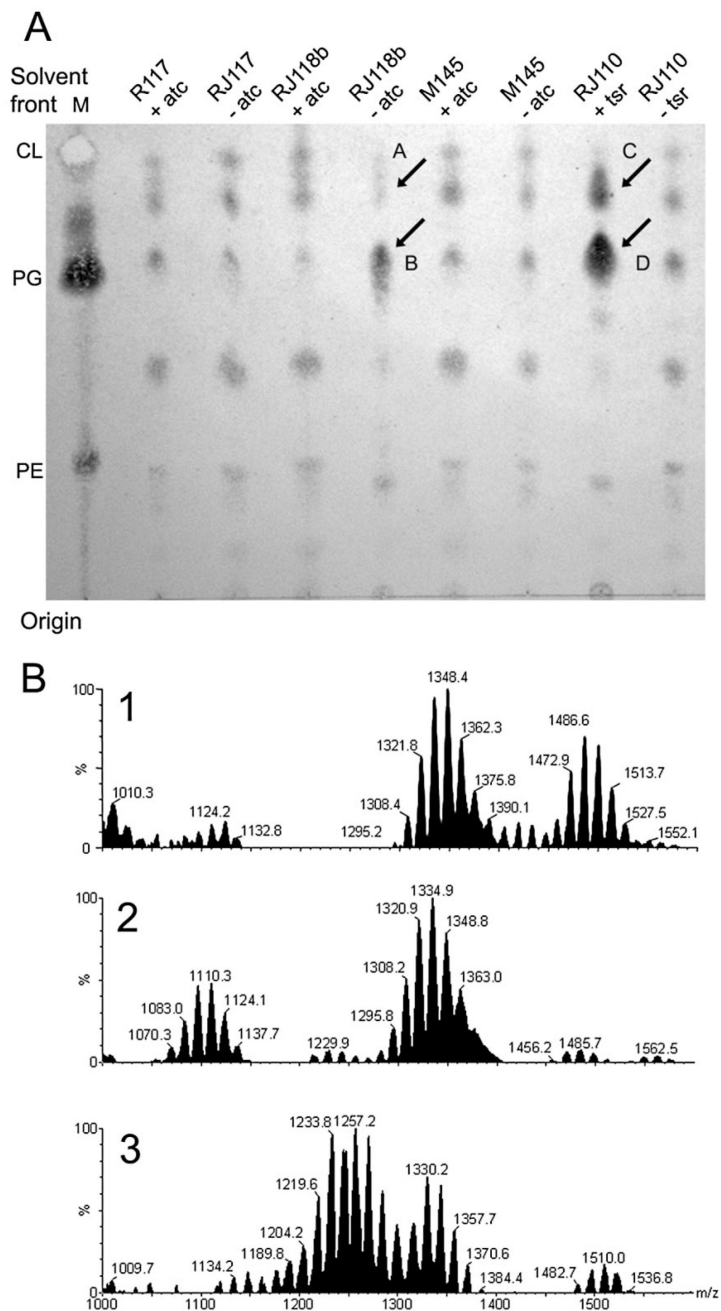 A
Solvent
front M
R117
+ atc
RJ117
- atc
RJ118b
+ atc
RJ118b
- atc
M145
+ atc
M145
- atc
RJ110
+ tsr
RJ110
- tsr
CL
A
C
PG
B
D
PE
Origin
B
1
100
%
0
1010.3
1124.2
1132.8
1295.2
1308.4
1321.8
1348.4
1362.3
1375.8
1390.1
1472.9
1486.6
1513.7
1527.5
1552.1
2
100
%
0
1070.3
1083.0
1110.3
1124.1
1137.7
1229.9
1295.8
1308.2
1320.9
1334.9
1348.8
1363.0
1456.2
1485.7
1562.5
3
100
%
0
1009.7
1134.2
1189.8
1204.2
1219.6
1233.8
1257.2
1330.2
1357.7
1370.6
1384.4
1482.7
1510.0
1536.8
1000 1100 1200 1300 1400 1500 m/z